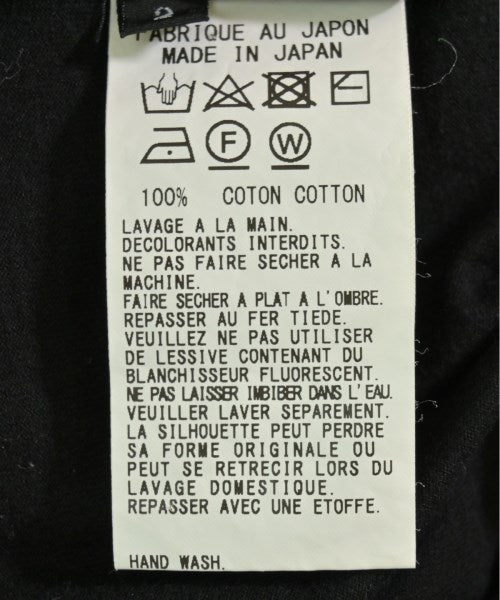 FABRIQUE AU JAPON
MADE IN JAPAN
F W
100% COTON COTTON
LAVAGE A LA MAIN.
DECOLORANTS INTERDITS.
NE PAS FAIRE SECHER A LA
MACHINE.
FAIRE SECHER A PLAT A L'OMBRE.
REPASSER AU FER TIEDE.
VEUILLEZ NE PAS UTILISER
DE LESSIVE CONTENANT DU
BLANCHISSEUR FLUORESCENT.
NE PAS LAISSER IMBIBER DANS L'EAU.
VEUILLER LAVER SEPAREMENT.
LA SILHOUETTE PEUT PERDRE
SA FORME ORIGINALE OU
PEUT SE RETRECIR LORS DU
LAVAGE DOMESTIQUE.
REPASSER AVEC UNE ETOFFE.
HAND WASH.